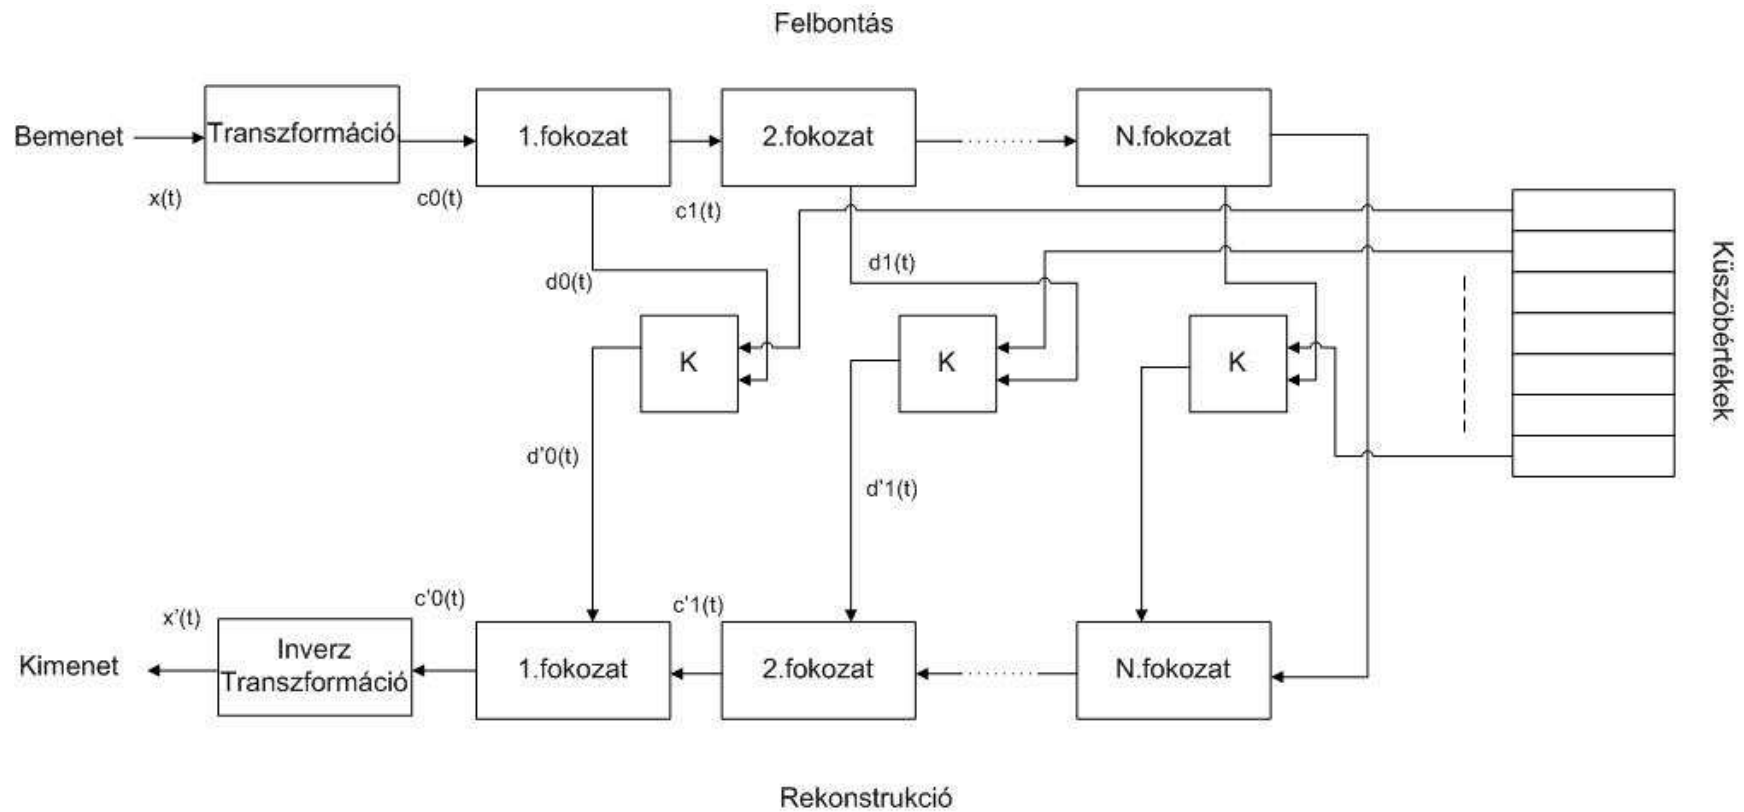 Felbontás
Bemenet
Transzformáció
1.fokozat
2.fokozat
N.fokozat
x(t)
c0(t)
c1(t)
d0(t)
d1(t)
Küszöbértékek
K
K
K
d'0(t)
d'1(t)
x'(t)
c'0(t)
c'1(t)
Kimenet
Inverz
Transzformáció
1.fokozat
2.fokozat
N.fokozat
Rekonstrukció